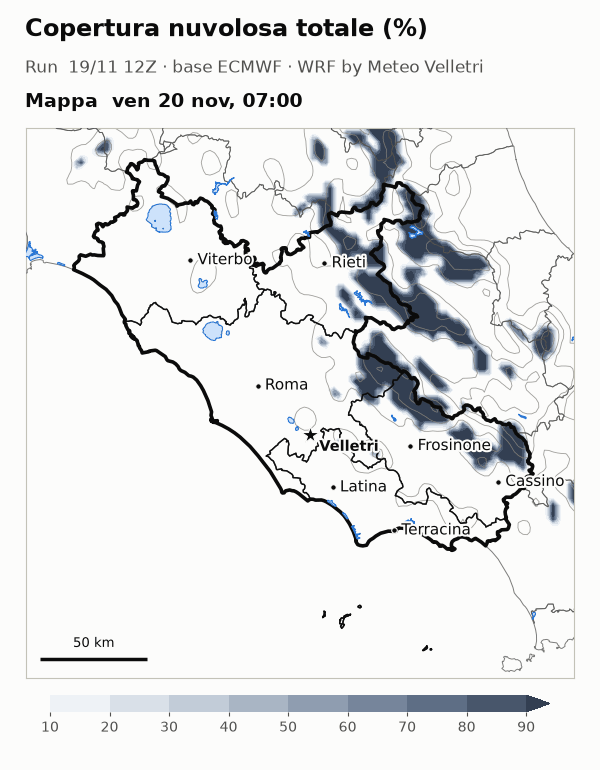 Copertura nuvolosa totale (%)
Run  19/11 12Z · base ECMWF · WRF by Meteo Velletri
Mappa  ven 20 nov, 07:00
Viterbo
Rieti
Roma
Velletri
Frosinone
Latina
Cassino
Terracina
50 km
10 20 30 40 50 60 70 80 90